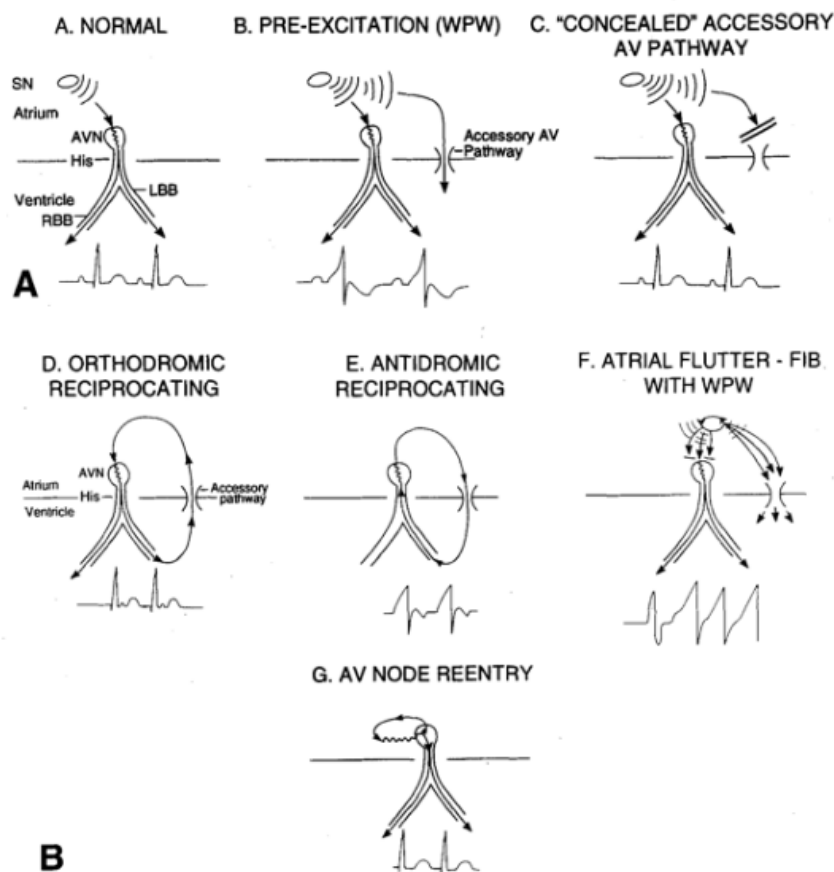 A. NORMAL
B. PRE-EXCITATION (WPW)
C. "CONCEALED" ACCESSORY
AV PATHWAY
SN
Atrium
AVN
His
Ventricle
RBB
LBB
Accessory AV
Pathway
A
D. ORTHODROMIC
RECIPROCATING
E. ANTIDROMIC
RECIPROCATING
F. ATRIAL FLUTTER - FIB
WITH WPW
AVN
Atrium
His
Ventricle
Accessory
pathway
G. AV NODE REENTRY
B